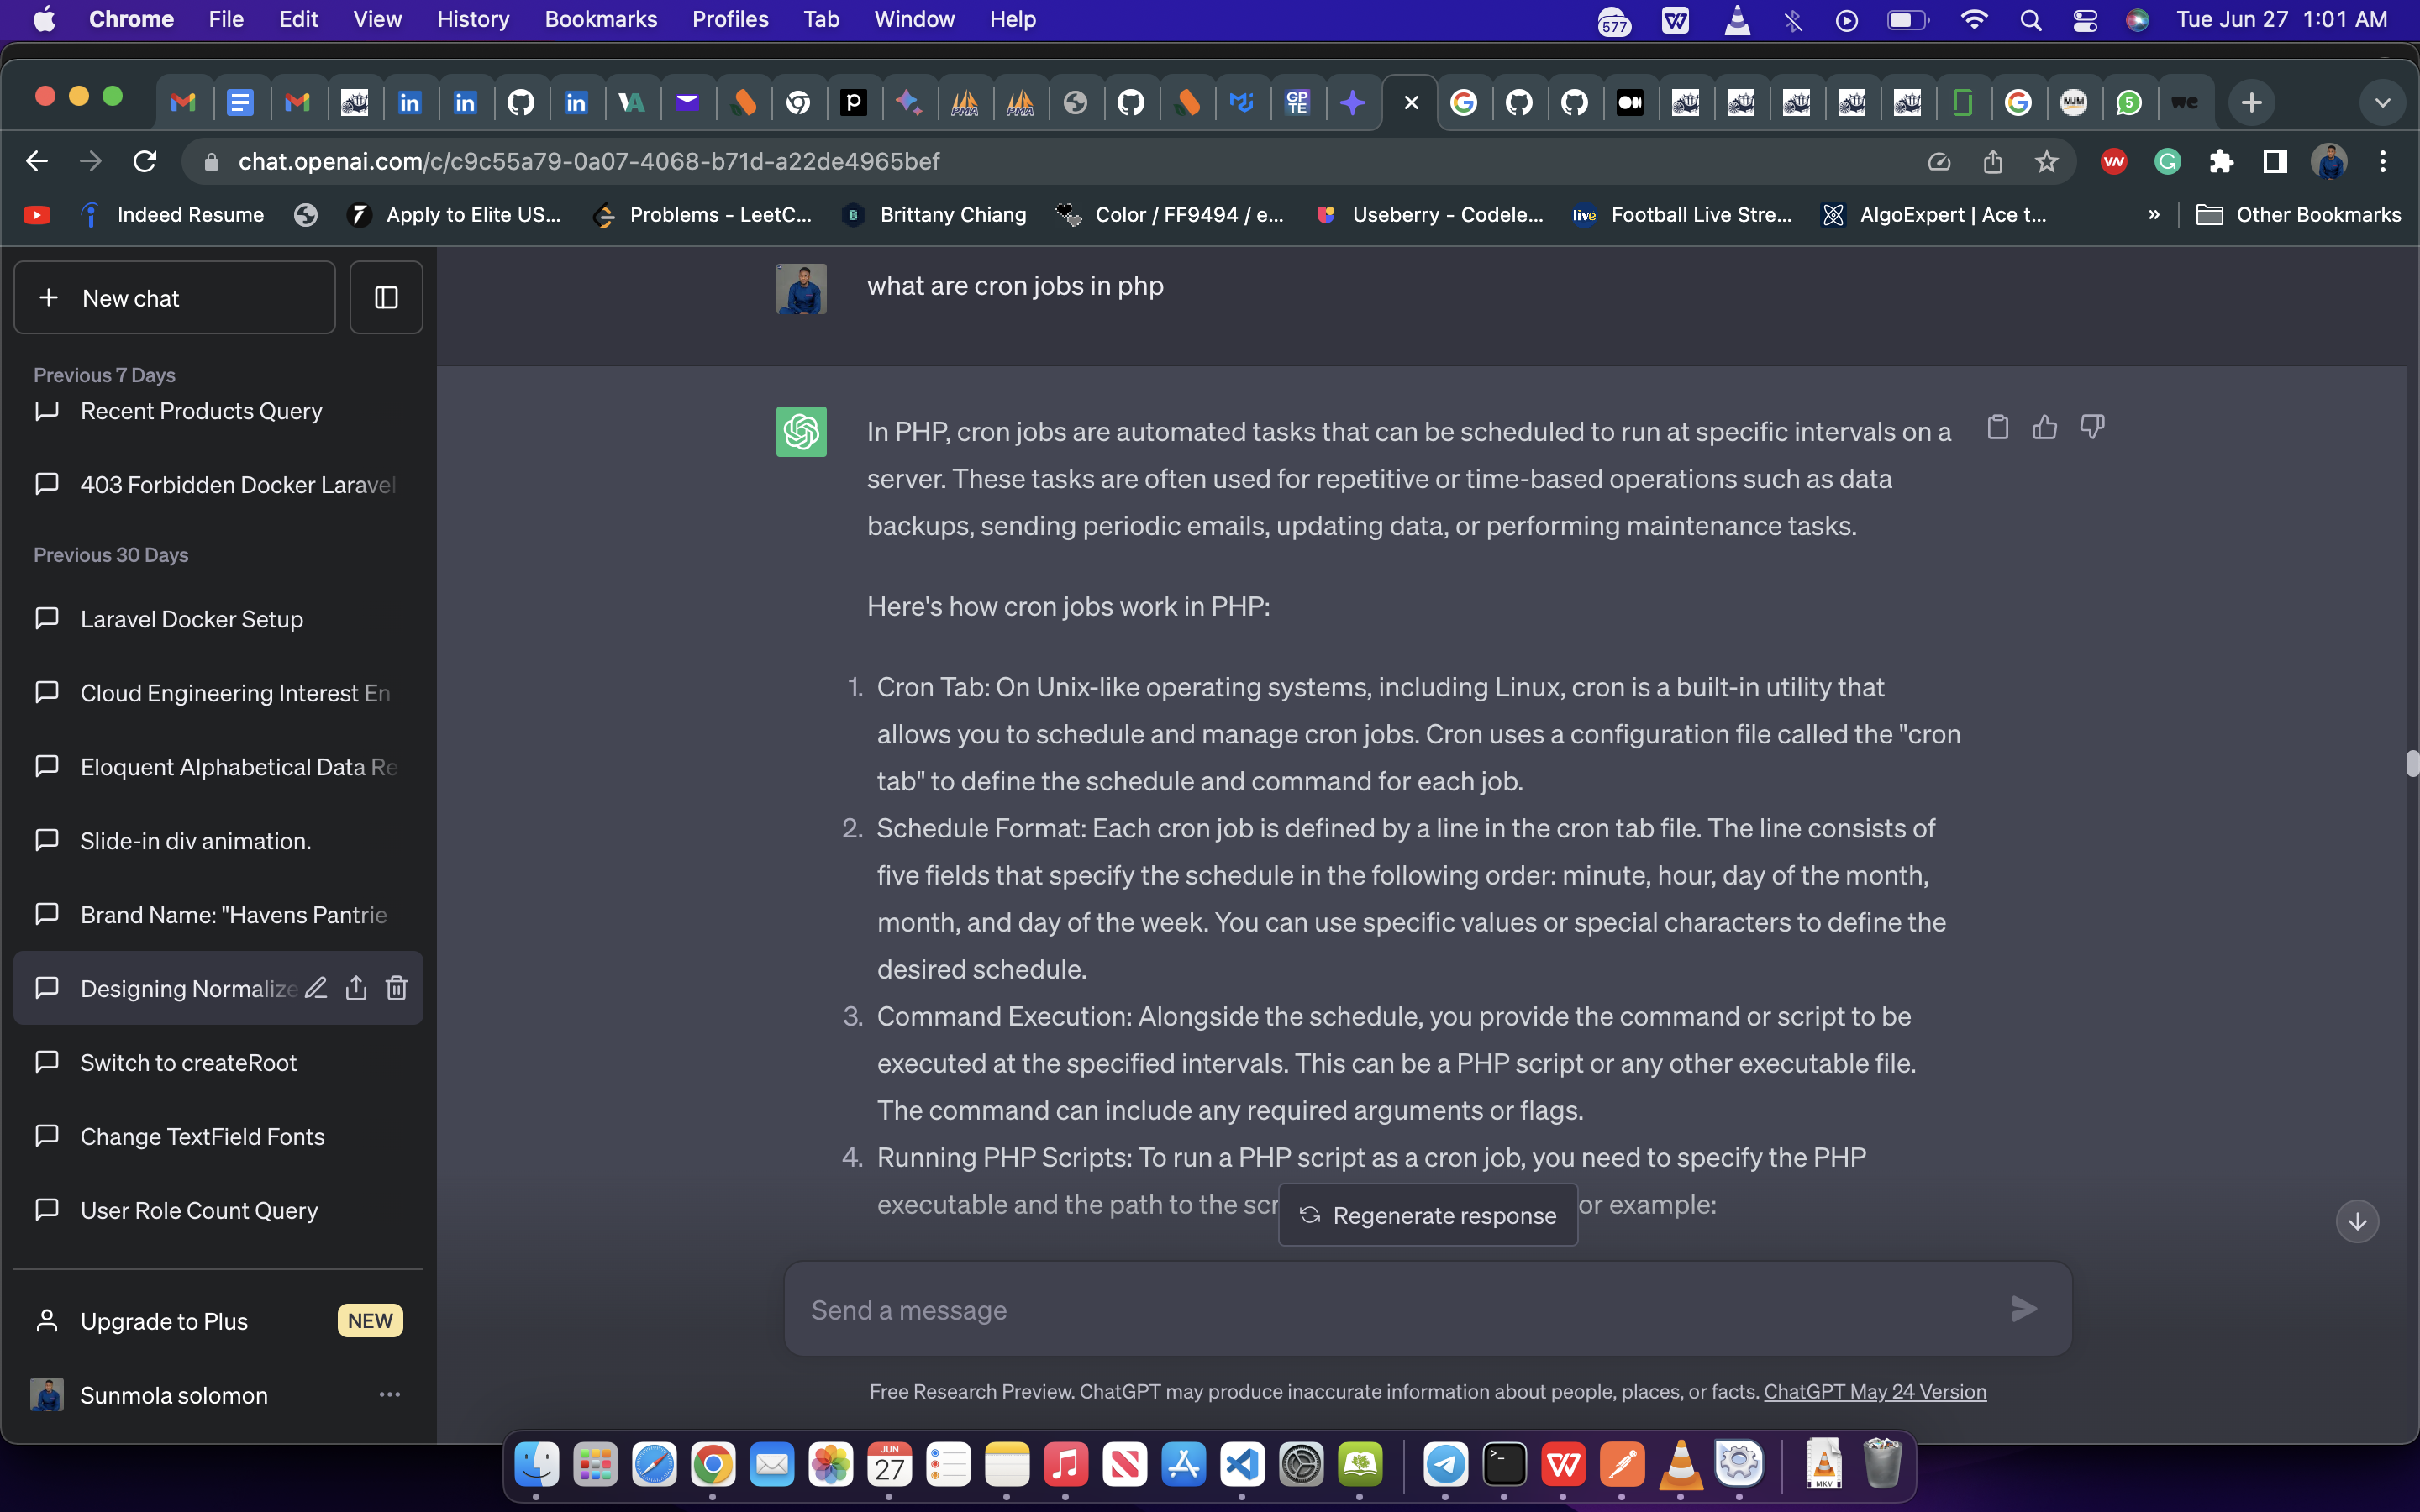 Chrome File Edit View History Bookmarks Profiles Tab Window Help 577 Tue Jun 27 1:01 AM
chat.openai.com/c/c9c55a79-0a07-4068-b71d-a22de4965bef
Indeed Resume Apply to Elite US... Problems - LeetC... Brittany Chiang Color / FF9494 / e... Useberry - Codele... Football Live Stre... AlgoExpert | Ace t... » Other Bookmarks
New chat
Previous 7 Days
Recent Products Query
403 Forbidden Docker Laravel
Previous 30 Days
Laravel Docker Setup
Cloud Engineering Interest En
Eloquent Alphabetical Data Re
Slide-in div animation.
Brand Name: "Havens Pantrie
Designing Normalize
Switch to createRoot
Change TextField Fonts
User Role Count Query
Upgrade to Plus NEW
Sunmola solomon
what are cron jobs in php
In PHP, cron jobs are automated tasks that can be scheduled to run at specific intervals on a
server. These tasks are often used for repetitive or time-based operations such as data
backups, sending periodic emails, updating data, or performing maintenance tasks.
Here's how cron jobs work in PHP:
1. Cron Tab: On Unix-like operating systems, including Linux, cron is a built-in utility that
allows you to schedule and manage cron jobs. Cron uses a configuration file called the "cron
tab" to define the schedule and command for each job.
2. Schedule Format: Each cron job is defined by a line in the cron tab file. The line consists of
five fields that specify the schedule in the following order: minute, hour, day of the month,
month, and day of the week. You can use specific values or special characters to define the
desired schedule.
3. Command Execution: Alongside the schedule, you provide the command or script to be
executed at the specified intervals. This can be a PHP script or any other executable file.
The command can include any required arguments or flags.
4. Running PHP Scripts: To run a PHP script as a cron job, you need to specify the PHP
executable and the path to the scr
or example:
Regenerate response
Send a message
Free Research Preview. ChatGPT may produce inaccurate information about people, places, or facts. ChatGPT May 24 Version
JUN
27
MKV